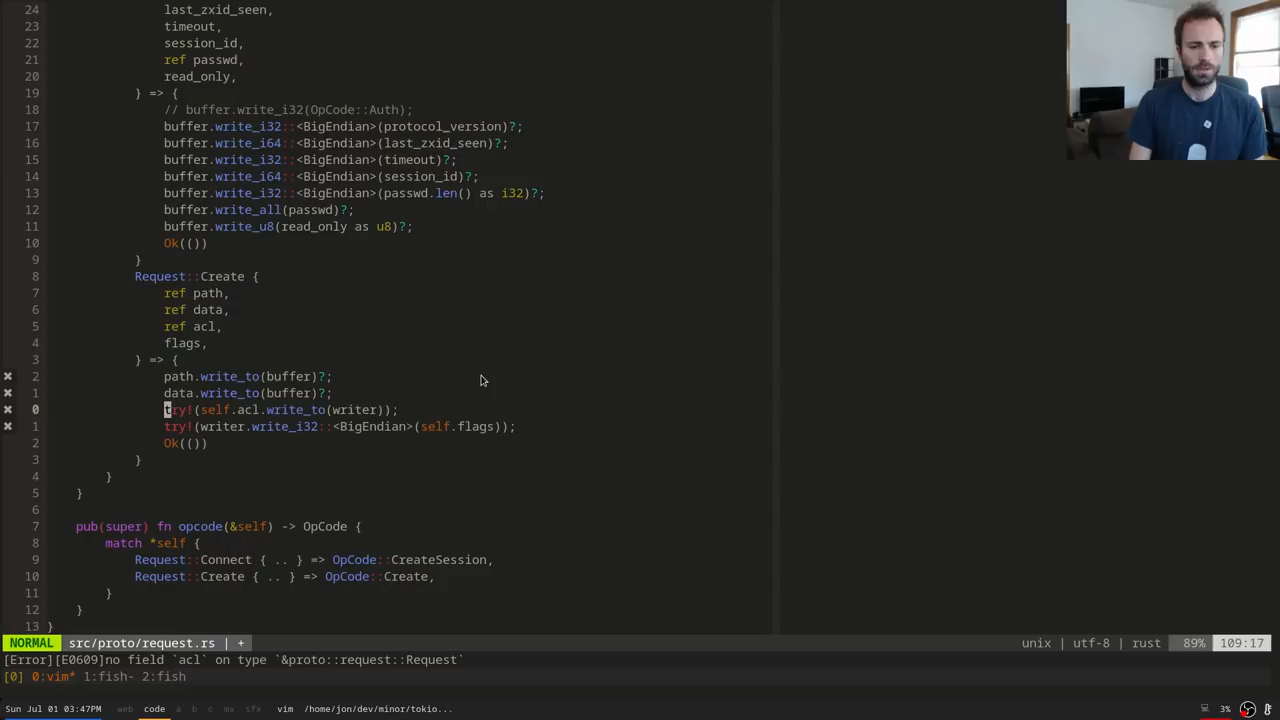 24 last_zxid_seen,
23 timeout,
22 session_id,
21 ref passwd,
20 read_only,
19 } => {
18 // buffer.write_i32(OpCode::Auth);
17 buffer.write_i32::<BigEndian>(protocol_version)?;
16 buffer.write_i64::<BigEndian>(last_zxid_seen)?;
15 buffer.write_i32::<BigEndian>(timeout)?;
14 buffer.write_i64::<BigEndian>(session_id)?;
13 buffer.write_i32::<BigEndian>(passwd.len() as i32)?;
12 buffer.write_all(passwd)?;
11 buffer.write_u8(read_only as u8)?;
10 Ok(())
9 }
8 Request::Create {
7 ref path,
6 ref data,
5 ref acl,
4 flags,
3 } => {
2 path.write_to(buffer)?;
1 data.write_to(buffer)?;
0 try!(self.acl.write_to(writer));
1 try!(writer.write_i32::<BigEndian>(self.flags));
2 Ok(())
3 }
4 }
5 }
6
7 pub(super) fn opcode(&self) -> OpCode {
8 match *self {
9 Request::Connect { .. } => OpCode::CreateSession,
10 Request::Create { .. } => OpCode::Create,
11 }
12 }
13 }
NORMAL src/proto/request.rs | + unix | utf-8 | rust 89% 109:17
[Error][E0609]no field `acl` on type `&proto::request::Request`
[0] 0:vim* 1:fish- 2:fish
Sun Jul 01 03:47PM web code a b c mx sfx vim /home/jon/dev/minor/tokio... 3%